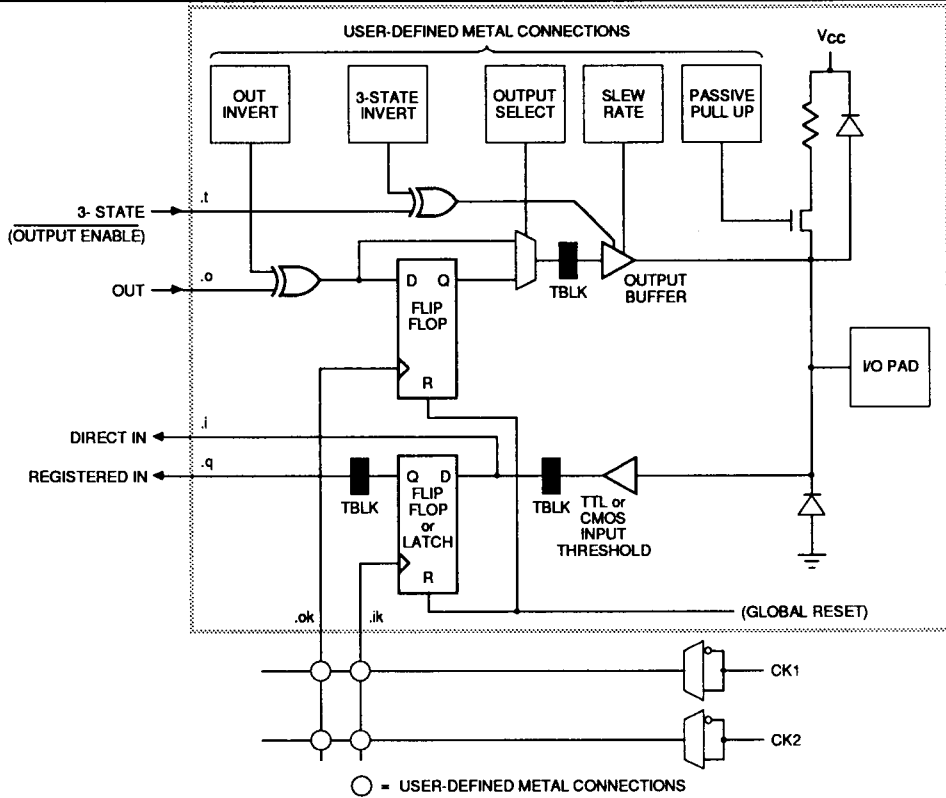 USER-DEFINED METAL CONNECTIONS
VCC
OUT
INVERT
3-STATE
INVERT
OUTPUT
SELECT
SLEW
RATE
PASSIVE
PULL UP
3- STATE
(OUTPUT ENABLE)
.t
OUT
.o
D Q
FLIP
FLOP
R
TBLK
OUTPUT
BUFFER
I/O PAD
DIRECT IN
.i
REGISTERED IN
.q
TBLK
Q D
FLIP
FLOP
or
LATCH
R
TBLK
TTL or
CMOS
INPUT
THRESHOLD
(GLOBAL RESET)
.ok
.ik
CK1
CK2
= USER-DEFINED METAL CONNECTIONS